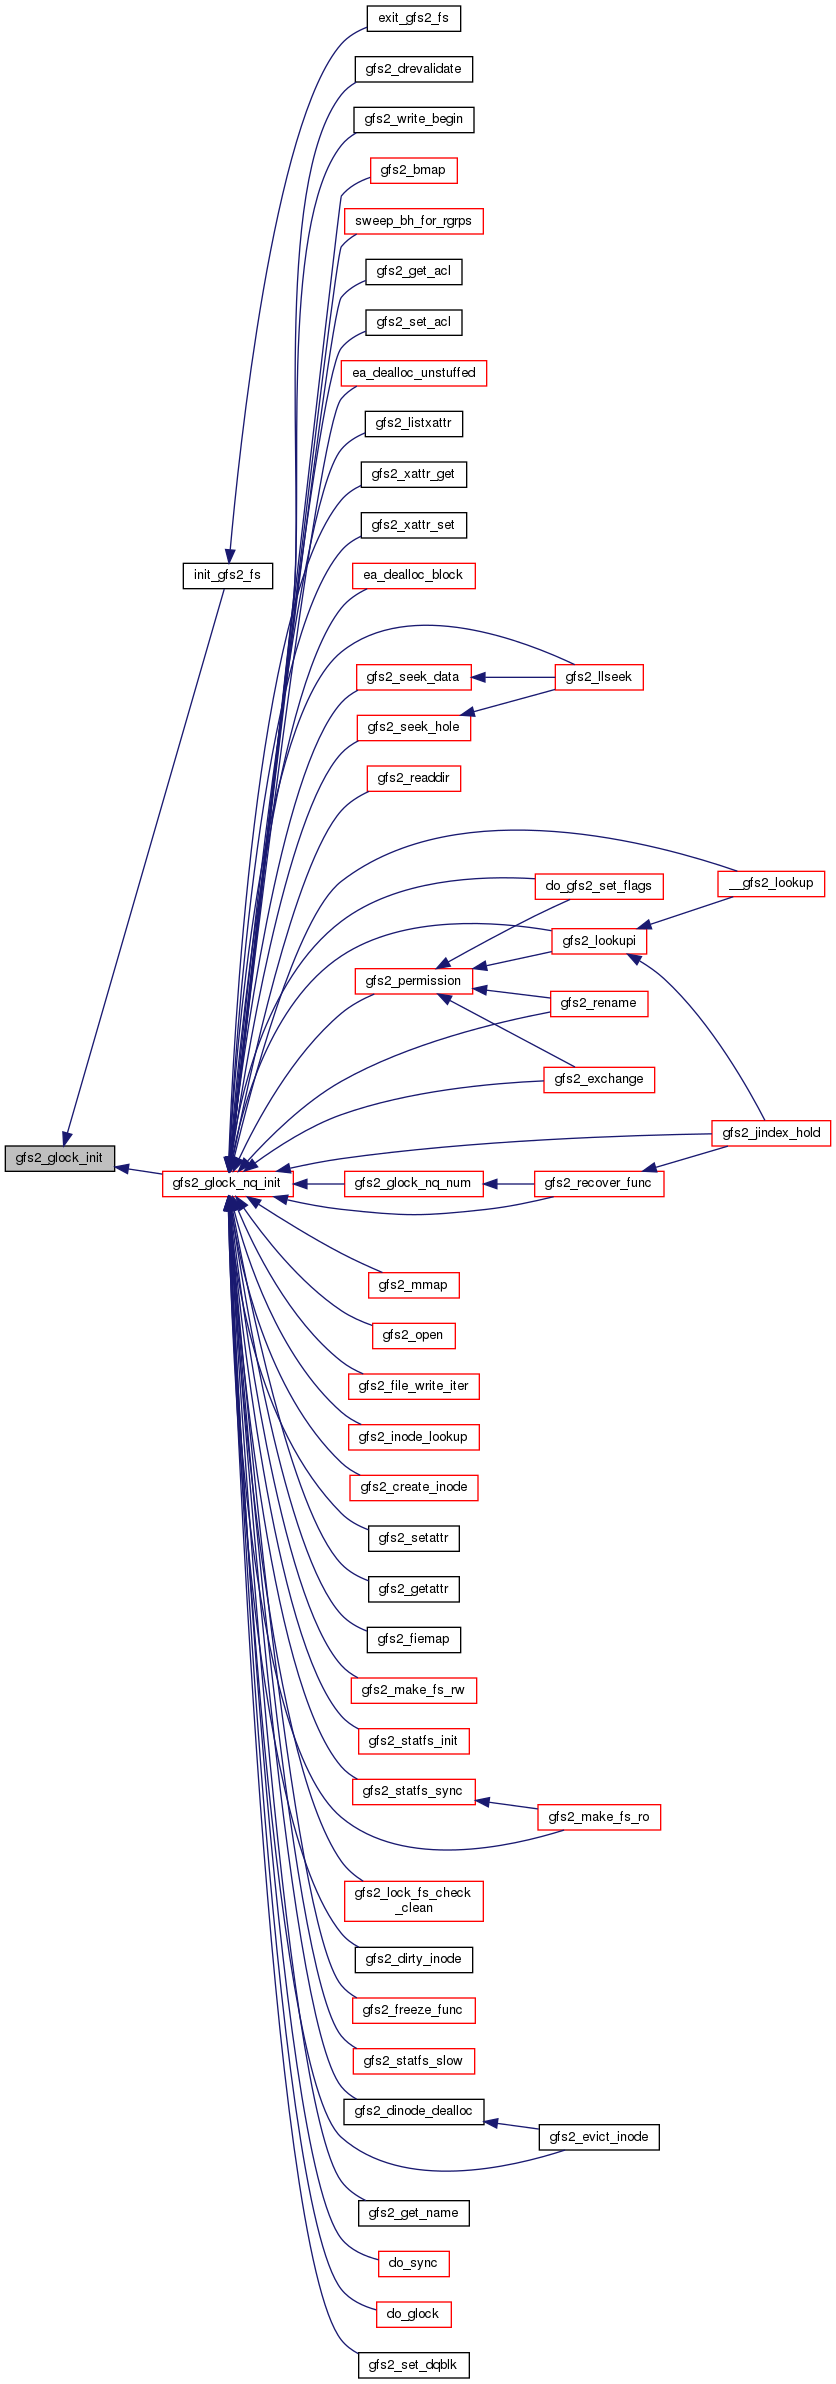 exit_gfs2_fs
gfs2_drevalidate
gfs2_write_begin
gfs2_bmap
sweep_bh_for_rgrps
gfs2_get_acl
gfs2_set_acl
ea_dealloc_unstuffed
gfs2_listxattr
gfs2_xattr_get
gfs2_xattr_set
init_gfs2_fs
ea_dealloc_block
gfs2_seek_data
gfs2_llseek
gfs2_seek_hole
gfs2_readdir
do_gfs2_set_flags
__gfs2_lookup
gfs2_lookupi
gfs2_permission
gfs2_rename
gfs2_exchange
gfs2_jindex_hold
gfs2_glock_init
gfs2_glock_nq_init
gfs2_glock_nq_num
gfs2_recover_func
gfs2_mmap
gfs2_open
gfs2_file_write_iter
gfs2_inode_lookup
gfs2_create_inode
gfs2_setattr
gfs2_getattr
gfs2_fiemap
gfs2_make_fs_rw
gfs2_statfs_init
gfs2_statfs_sync
gfs2_make_fs_ro
gfs2_lock_fs_check
_clean
gfs2_dirty_inode
gfs2_freeze_func
gfs2_statfs_slow
gfs2_dinode_dealloc
gfs2_evict_inode
gfs2_get_name
do_sync
do_glock
gfs2_set_dqblk